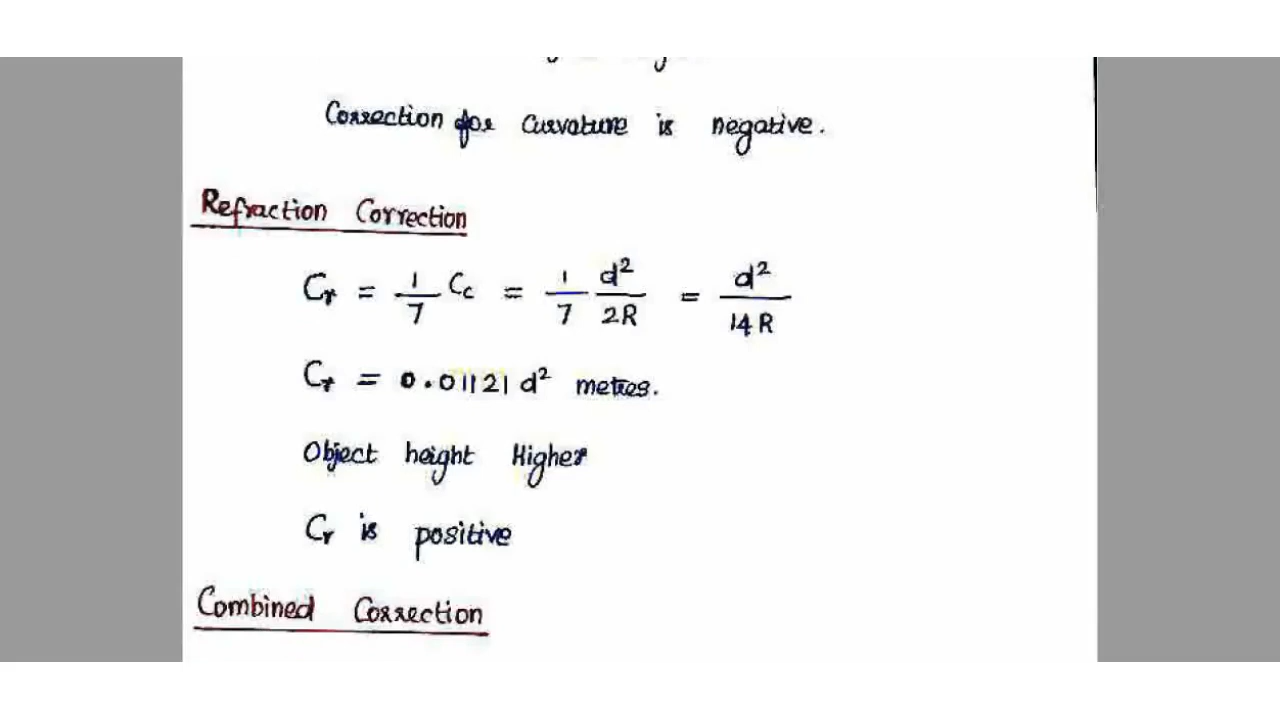 Correction for Curvature is negative.
Refraction Correction
Cr = 1/7 Cc = 1/7 d²/2R = d²/14R
Cr = 0.01121 d² metres.
Object height Higher
Cr is positive
Combined Correction